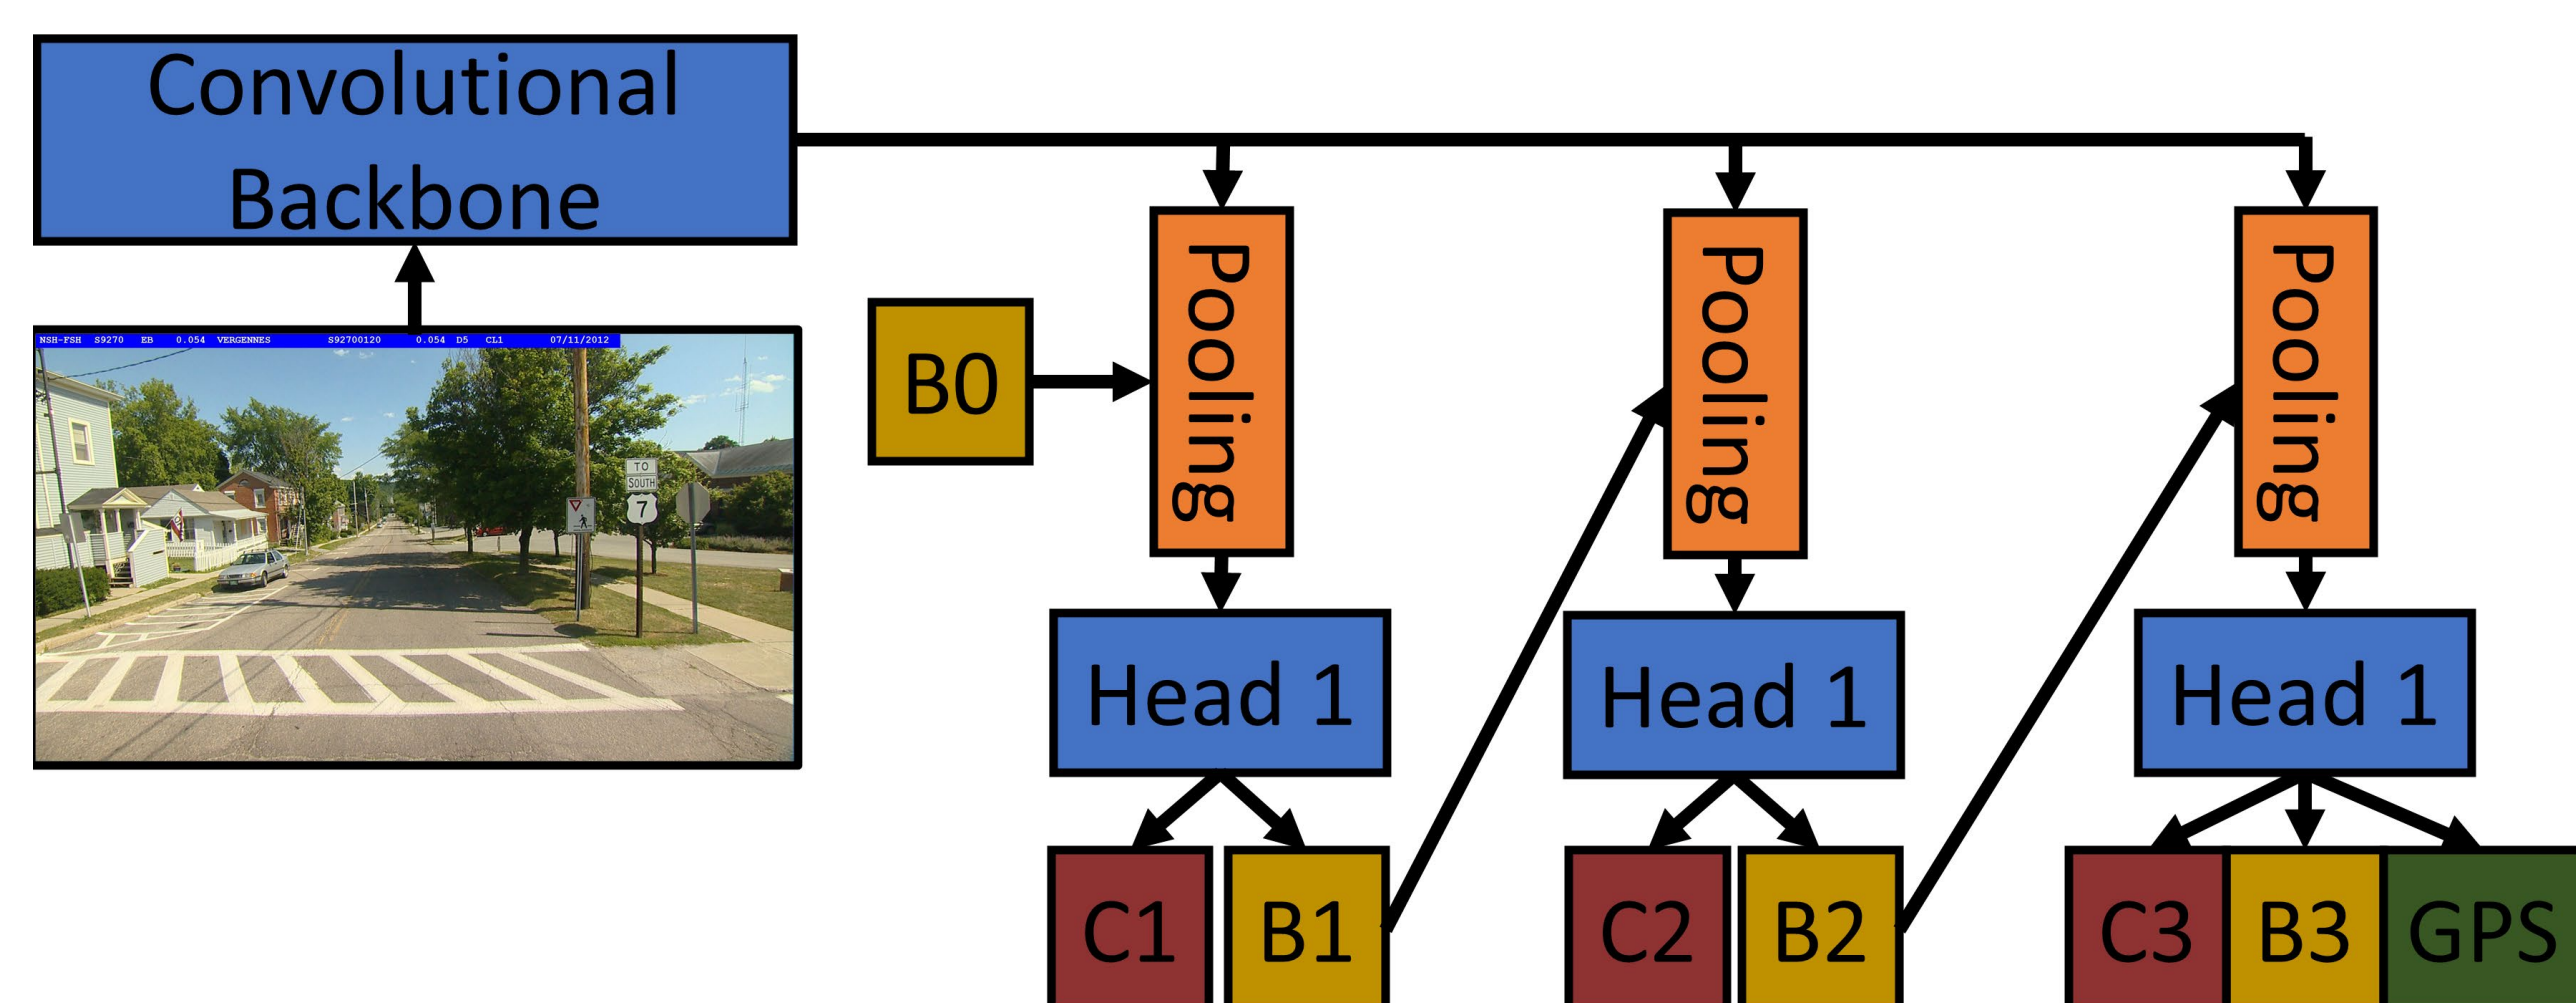 Convolutional
Backbone
NSH-FSH S9270 EB 0.054 VERGENNES S92700120 0.054 D5 CL1 07/11/2012
TO
SOUTH
7
B0
Pooling
Pooling
Pooling
Head 1
Head 1
Head 1
C1
B1
C2
B2
C3
B3
GPS